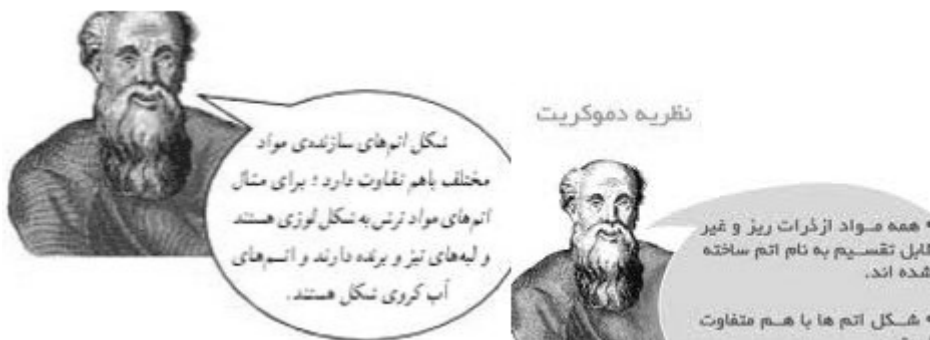 شکل اتم‌های سازنده‌ی مواد
مختلف باهم تفاوت دارد ؛ برای مثال
اتم‌های مواد ترش به شکل لوزی هستند
و لبه‌های تیز و برنده دارند و اتـم‌های
آب کروی شکل هستند.
نظریه دموکریت
همه مـواد ازذرات ریز و غیر
قابل تقسـیم به نام اتم ساخته
شده اند.
شـکل اتم ها با هـم متفاوت